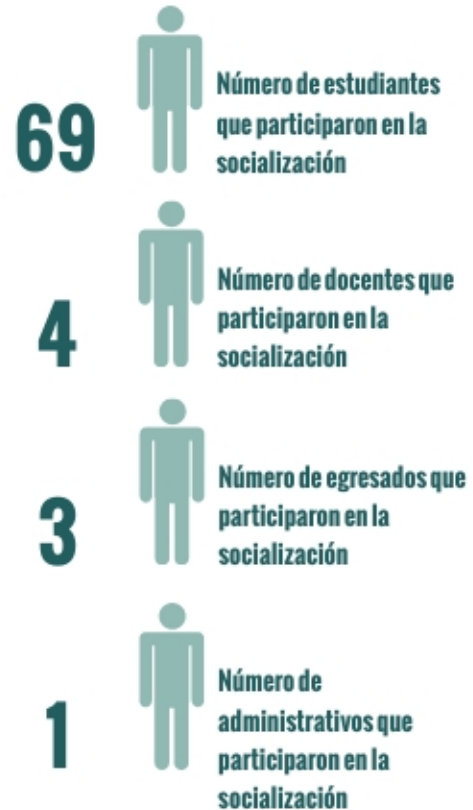 69
Número de estudiantes
que participaron en la
socialización
4
Número de docentes que
participaron en la
socialización
3
Número de egresados que
participaron en la
socialización
1
Número de
administrativos que
participaron en la
socialización